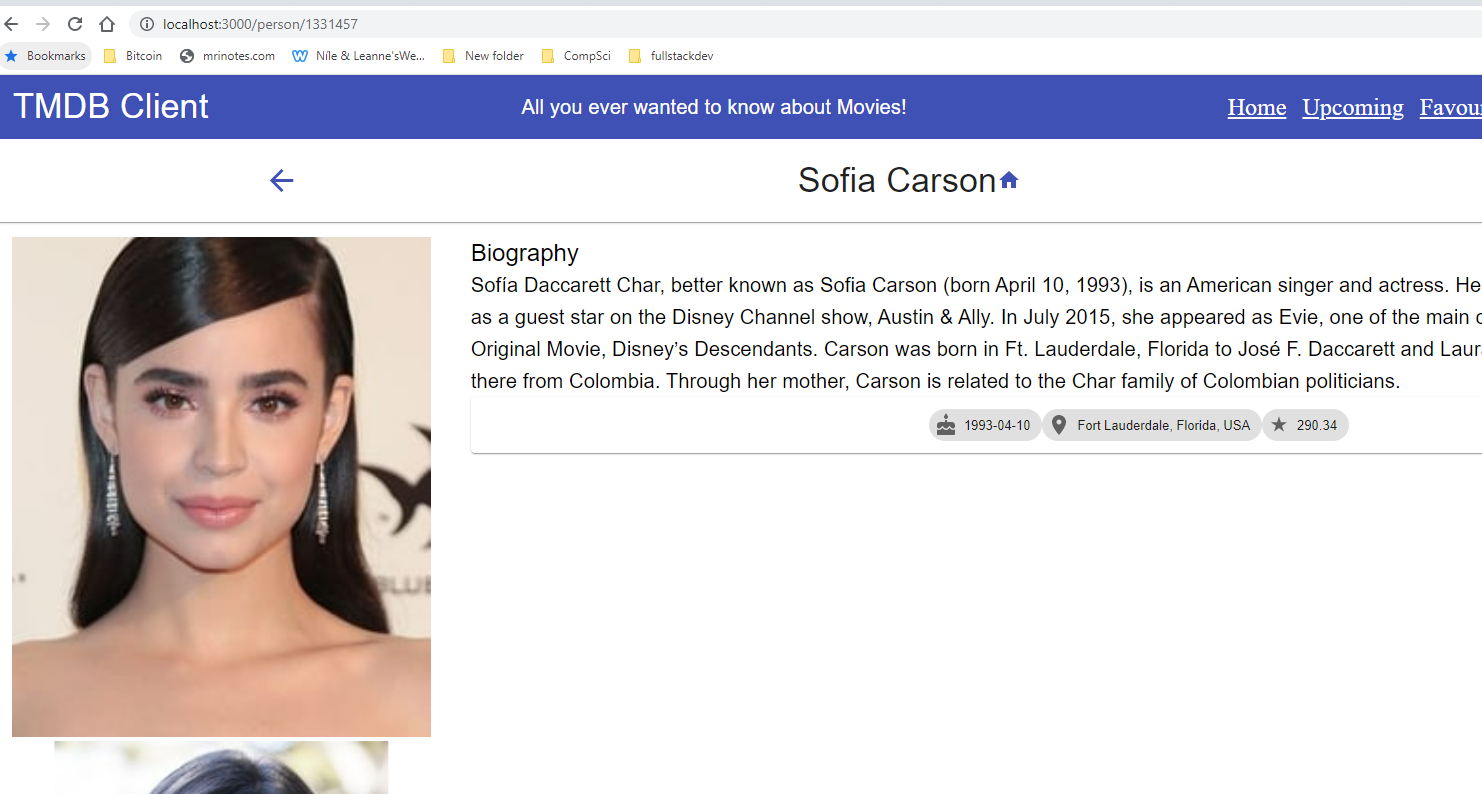 localhost:3000/person/1331457
Bookmarks Bitcoin mrinotes.com Níle & Leanne'sWe... New folder CompSci fullstackdev
TMDB Client All you ever wanted to know about Movies! Home Upcoming Favou
Sofia Carson
Biography
Sofía Daccarett Char, better known as Sofia Carson (born April 10, 1993), is an American singer and actress. He
as a guest star on the Disney Channel show, Austin & Ally. In July 2015, she appeared as Evie, one of the main c
Original Movie, Disney’s Descendants. Carson was born in Ft. Lauderdale, Florida to José F. Daccarett and Laur
there from Colombia. Through her mother, Carson is related to the Char family of Colombian politicians.
1993-04-10 Fort Lauderdale, Florida, USA 290.34
BLUE